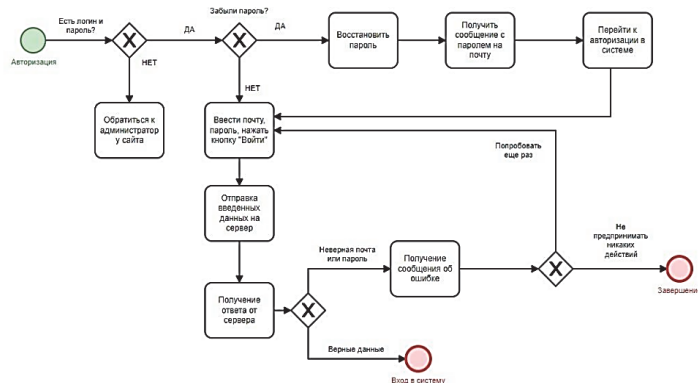 Есть логин и
пароль?
Забыли пароль?
ДА
ДА
Восстановить
пароль
Получить
сообщение с
паролем на
почту
Перейти к
авторизации в
системе
Авторизация
НЕТ
НЕТ
Обратиться к
администратор
у сайта
Ввести почту,
пароль, нажать
кнопку "Войти"
Попробовать
еще раз
Отправка
введенных
данных на
сервер
Неверная почта
или пароль
Получение
сообщения об
ошибке
Не
предпринимать
никаких
действий
Завершени
Получение
ответа от
сервера
Верные данные
Вход в систему